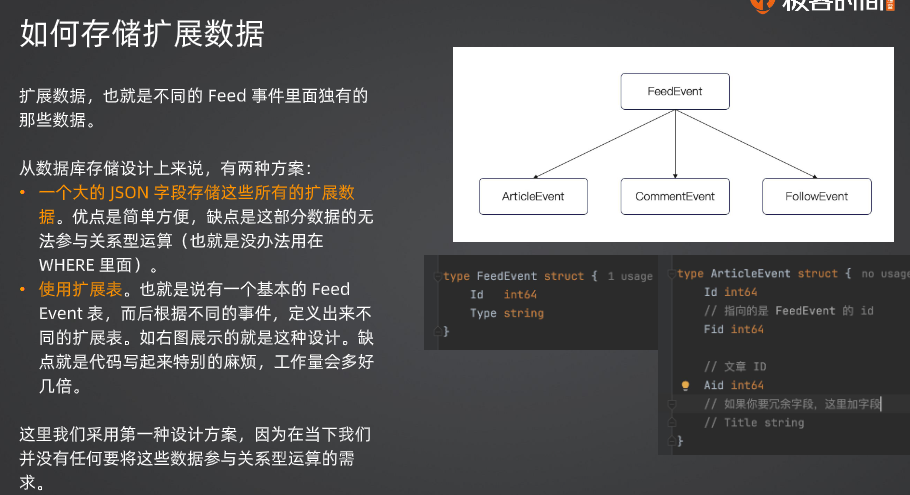 极客时间
如何存储扩展数据
扩展数据，也就是不同的 Feed 事件里面独有的
那些数据。
从数据库存储设计上来说，有两种方案：
• 一个大的 JSON 字段存储这些所有的扩展数
据。优点是简单方便，缺点是这部分数据的无
法参与关系型运算（也就是没办法用在
WHERE 里面）。
• 使用扩展表。也就是说有一个基本的 Feed
Event 表，而后根据不同的事件，定义出来不
同的扩展表。如右图展示的就是这种设计。缺
点就是代码写起来特别的麻烦，工作量会多好
几倍。
这里我们采用第一种设计方案，因为在当下我们
并没有任何要将这些数据参与关系型运算的需
求。
FeedEvent
ArticleEvent
CommentEvent
FollowEvent
type FeedEvent struct { 1 usage
Id int64
Type string
}
type ArticleEvent struct { no usage
Id int64
// 指向的是 FeedEvent 的 id
Fid int64
// 文章 ID
Aid int64
// 如果你要冗余字段，这里加字段
// Title string
}